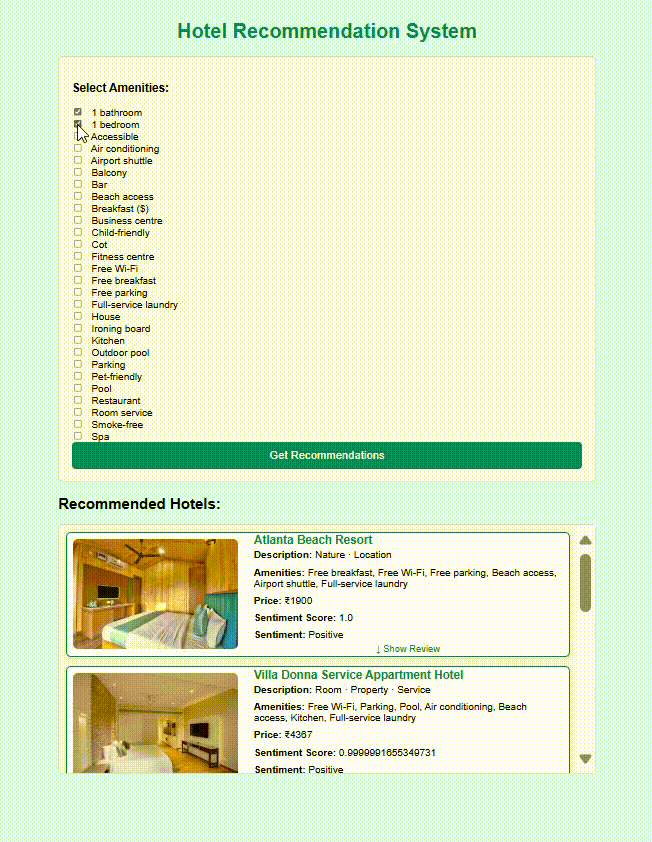 Hotel Recommendation System
Select Amenities:
1 bathroom
1 bedroom
Accessible
Air conditioning
Airport shuttle
Balcony
Bar
Beach access
Breakfast ($)
Business centre
Child-friendly
Cot
Fitness centre
Free Wi-Fi
Free breakfast
Free parking
Full-service laundry
House
Ironing board
Kitchen
Outdoor pool
Parking
Pet-friendly
Pool
Restaurant
Room service
Smoke-free
Spa
Get Recommendations
Recommended Hotels:
Atlanta Beach Resort
Description: Nature · Location
Amenities: Free breakfast, Free Wi-Fi, Free parking, Beach access,
Airport shuttle, Full-service laundry
Price: ₹1900
Sentiment Score: 1.0
Sentiment: Positive
↓ Show Review
Villa Donna Service Appartment Hotel
Description: Room · Property · Service
Amenities: Free Wi-Fi, Parking, Pool, Air conditioning, Beach
access, Kitchen, Full-service laundry
Price: ₹4367
Sentiment Score: 0.9999991655349731
Sentiment: Positive